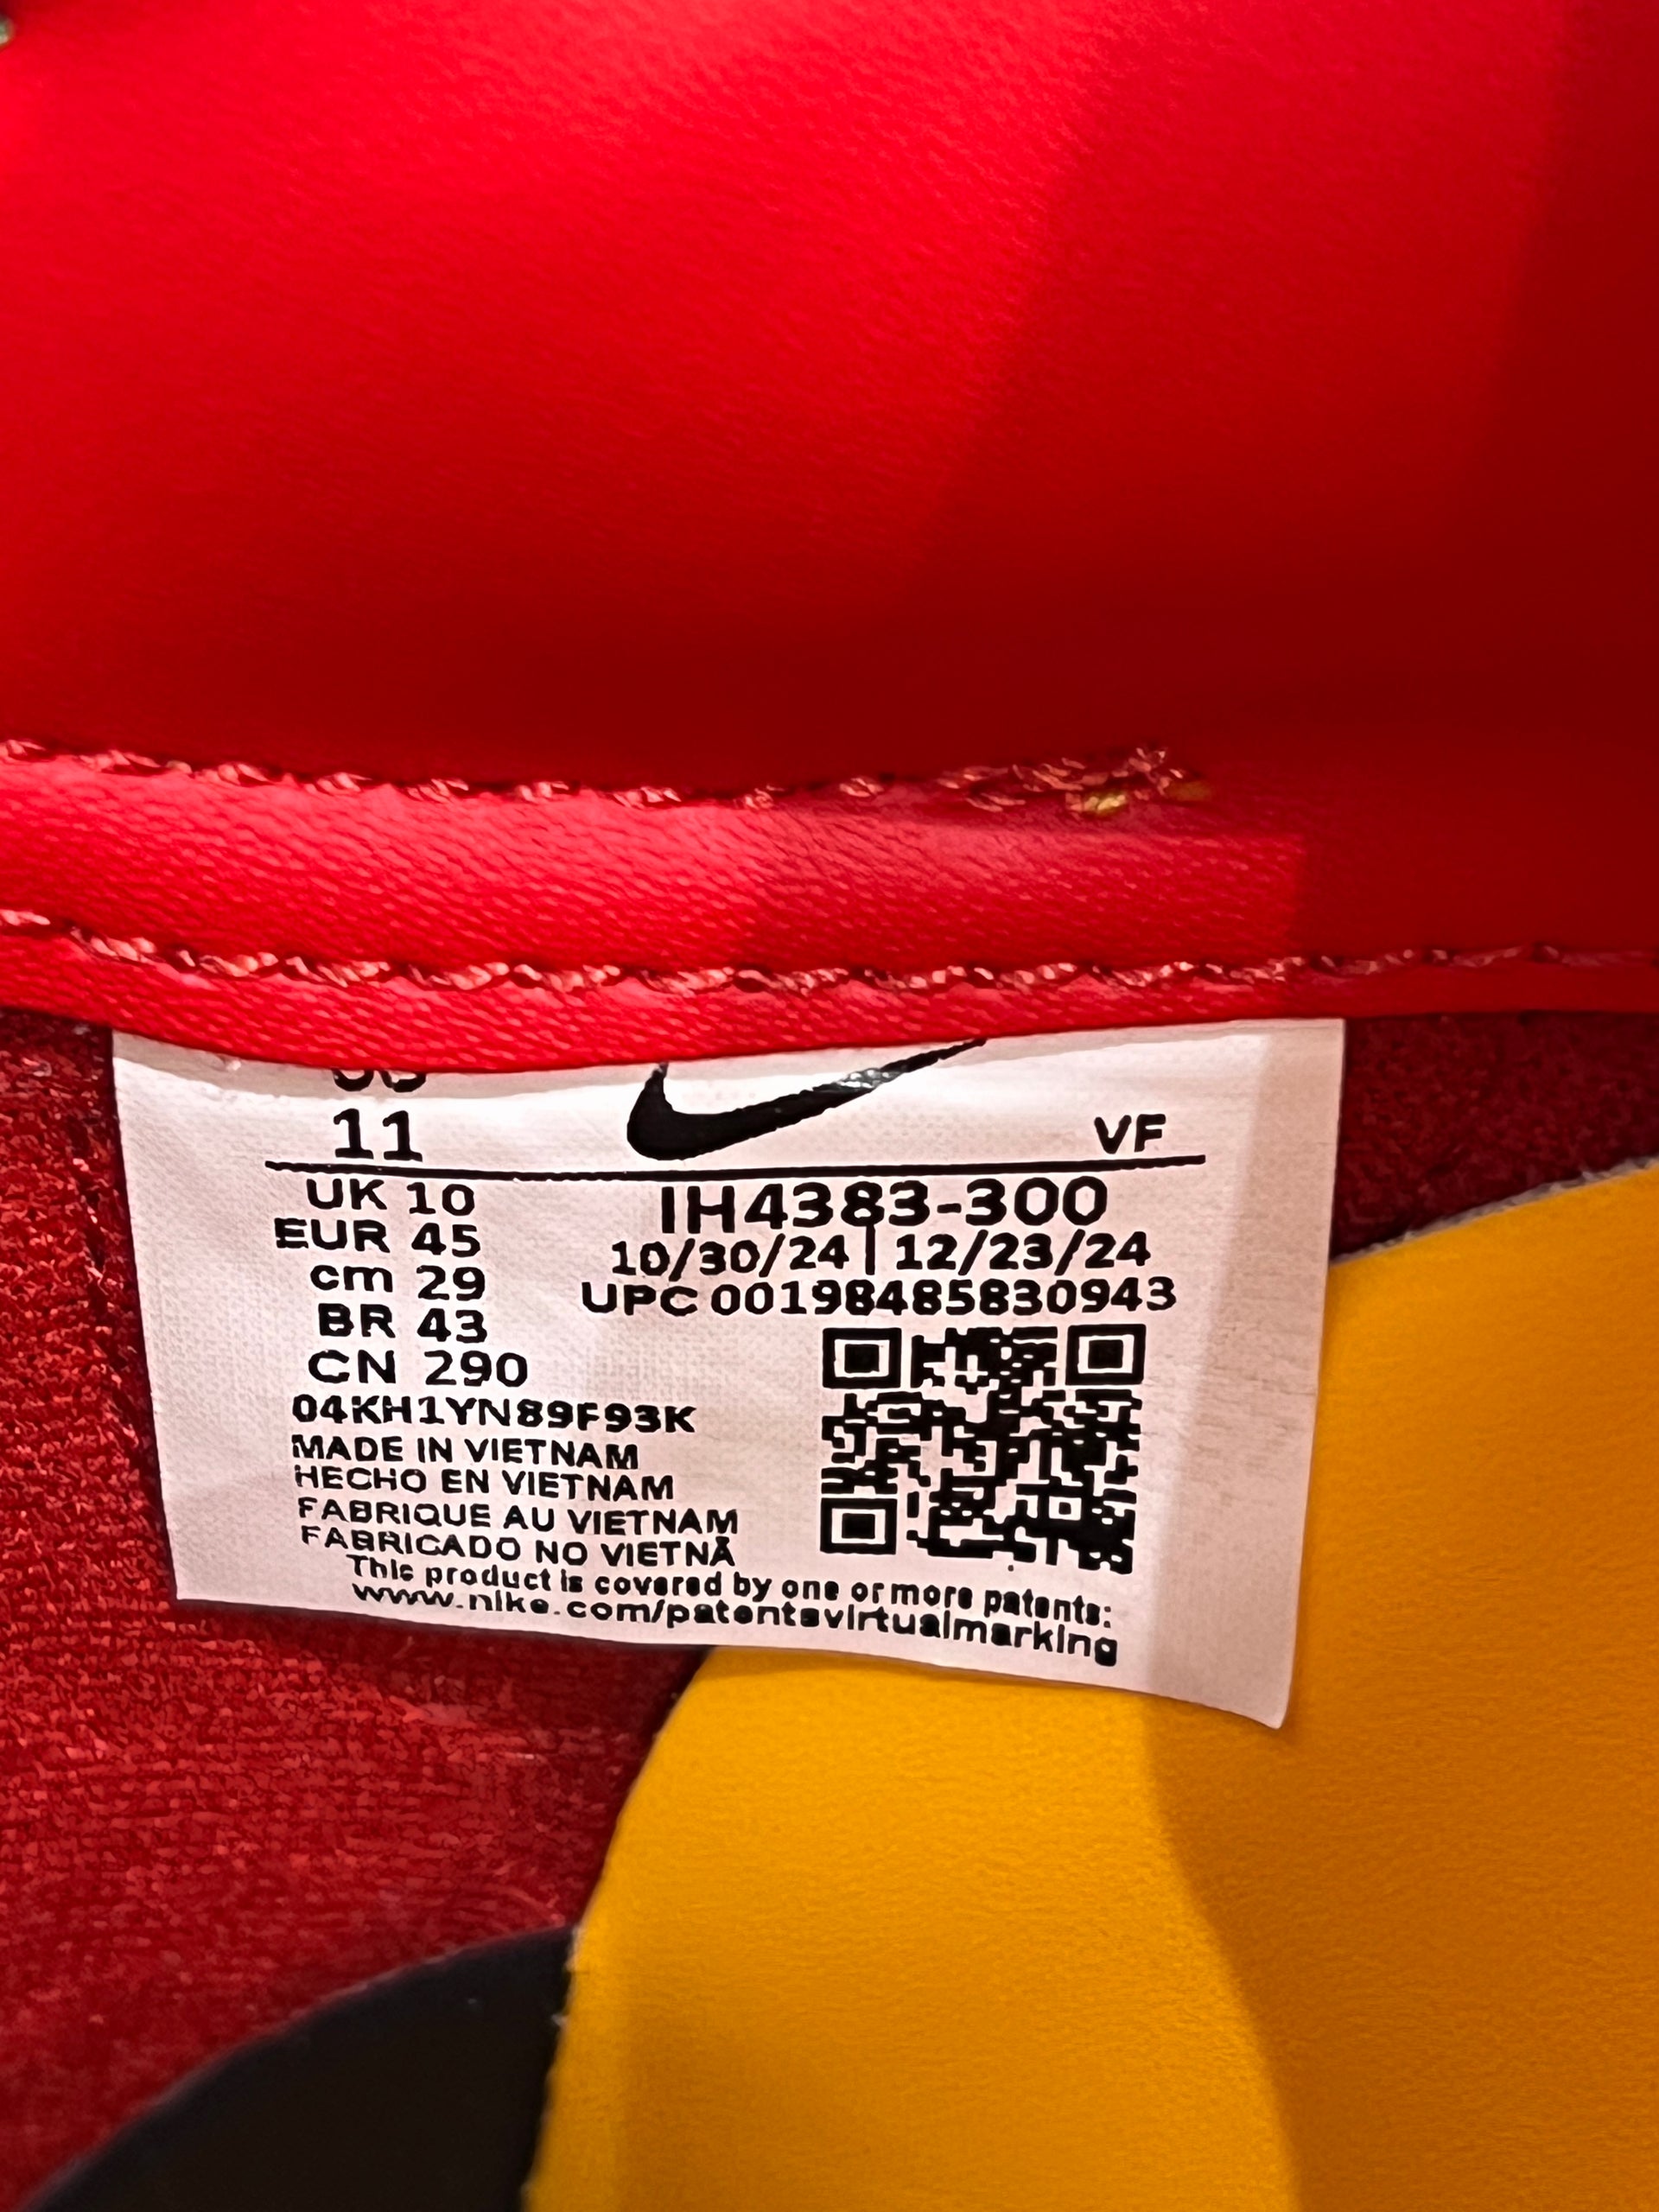 11
VF
UK 10
IH4383-300
EUR 45
10/30/24 | 12/23/24
cm 29
UPC 00198485830943
BR 43
CN 290
04KH1YN89F93K
MADE IN VIETNAM
HECHO EN VIETNAM
FABRIQUE AU VIETNAM
FABRICADO NO VIETNÃ
This product is covered by one or more patents:
www.nike.com/patentsvirtualmarking